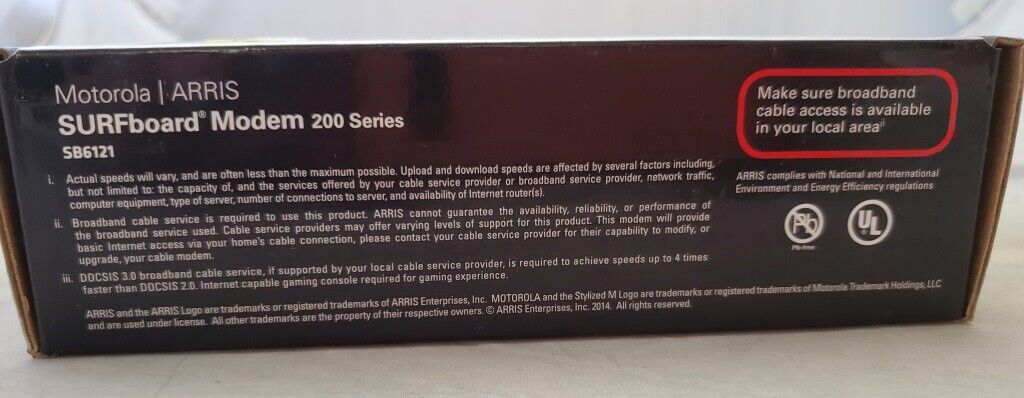 Motorola | ARRIS
SURFboard® Modem 200 Series
SB6121
i. Actual speeds will vary, and are often less than the maximum possible. Upload and download speeds are affected by several factors including,
but not limited to: the capacity of, and the services offered by your cable service provider or broadband service provider, network traffic,
computer equipment, type of server, number of connections to server, and availability of Internet router(s).
ii. Broadband cable service is required to use this product. ARRIS cannot guarantee the availability, reliability, or performance of
the broadband service used. Cable service providers may offer varying levels of support for this product. This modem will provide
basic Internet access via your home's cable connection, please contact your cable service provider for their capability to modify, or
upgrade, your cable modem.
iii. DOCSIS 3.0 broadband cable service, if supported by your local cable service provider, is required to achieve speeds up to 4 times
faster than DOCSIS 2.0. Internet capable gaming console required for gaming experience.
ARRIS and the ARRIS Logo are trademarks or registered trademarks of ARRIS Enterprises, Inc. MOTOROLA and the Stylized M Logo are trademarks or registered trademarks of Motorola Trademark Holdings, LLC
and are used under license. All other trademarks are the property of their respective owners. © ARRIS Enterprises, Inc. 2014. All rights reserved.
Make sure broadband
cable access is available
in your local area ii
ARRIS complies with National and International
Environment and Energy Efficiency regulations
Pb UL
Pb-free